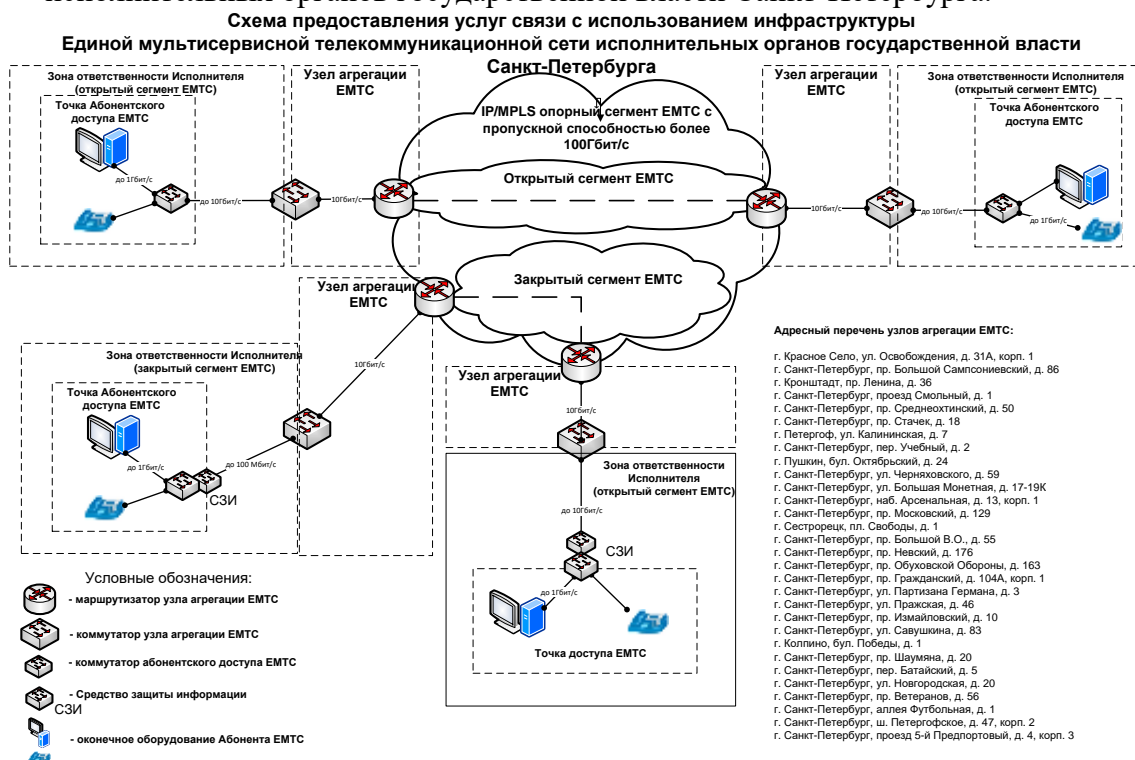 исполнительных органов государственной власти Санкт-Петербурга.
Схема предоставления услуг связи с использованием инфраструктуры
Единой мультисервисной телекоммуникационной сети исполнительных органов государственной власти
Санкт-Петербурга
Зона ответственности Исполнителя
(открытый сегмент ЕМТС)
Точка Абонентского
доступа ЕМТС
до 1Гбит/с
до 10Гбит/с
Узел агрегации
ЕМТС
10Гбит/с
IP/MPLS опорный сегмент ЕМТС с
пропускной способностью более
100Гбит/с
Открытый сегмент ЕМТС
Закрытый сегмент ЕМТС
Узел агрегации
ЕМТС
10Гбит/с
Зона ответственности Исполнителя
(открытый сегмент ЕМТС)
Точка Абонентского
доступа ЕМТС
до 10Гбит/с
до 1Гбит/с
Узел агрегации
ЕМТС
10Гбит/с
Зона ответственности Исполнителя
(закрытый сегмент ЕМТС)
Точка Абонентского
доступа ЕМТС
до 1Гбит/с
до 100 Мбит/с
СЗИ
Узел агрегации
ЕМТС
10Гбит/с
Зона ответственности
Исполнителя
(открытый сегмент ЕМТС)
до 10Гбит/с
СЗИ
до 1Гбит/с
Точка доступа ЕМТС
Условные обозначения:
- маршрутизатор узла агрегации ЕМТС
- коммутатор узла агрегации ЕМТС
- коммутатор абонентского доступа ЕМТС
- Средство защиты информации
СЗИ
- оконечное оборудование Абонента ЕМТС
Адресный перечень узлов агрегации ЕМТС:
г. Красное Село, ул. Освобождения, д. 31А, корп. 1
г. Санкт-Петербург, пр. Большой Сампсониевский, д. 86
г. Кронштадт, пр. Ленина, д. 36
г. Санкт-Петербург, проезд Смольный, д. 1
г. Санкт-Петербург, пр. Среднеохтинский, д. 50
г. Санкт-Петербург, пр. Стачек, д. 18
г. Петергоф, ул. Калининская, д. 7
г. Санкт-Петербург, пер. Учебный, д. 2
г. Пушкин, бул. Октябрьский, д. 24
г. Санкт-Петербург, ул. Черняховского, д. 59
г. Санкт-Петербург, ул. Большая Монетная, д. 17-19К
г. Санкт-Петербург, наб. Арсенальная, д. 13, корп. 1
г. Санкт-Петербург, пр. Московский, д. 129
г. Сестрорецк, пл. Свободы, д. 1
г. Санкт-Петербург, пр. Большой В.О., д. 55
г. Санкт-Петербург, пр. Невский, д. 176
г. Санкт-Петербург, пр. Обуховской Обороны, д. 163
г. Санкт-Петербург, пр. Гражданский, д. 104А, корп. 1
г. Санкт-Петербург, ул. Партизана Германа, д. 3
г. Санкт-Петербург, ул. Пражская, д. 46
г. Санкт-Петербург, пр. Измайловский, д. 10
г. Санкт-Петербург, ул. Савушкина, д. 83
г. Колпино, бул. Победы, д. 1
г. Санкт-Петербург, пр. Шаумяна, д. 20
г. Санкт-Петербург, пер. Батайский, д. 5
г. Санкт-Петербург, ул. Новгородская, д. 20
г. Санкт-Петербург, пр. Ветеранов, д. 56
г. Санкт-Петербург, аллея Футбольная, д. 1
г. Санкт-Петербург, ш. Петергофское, д. 47, корп. 2
г. Санкт-Петербург, проезд 5-й Предпортовый, д. 4, корп. 3